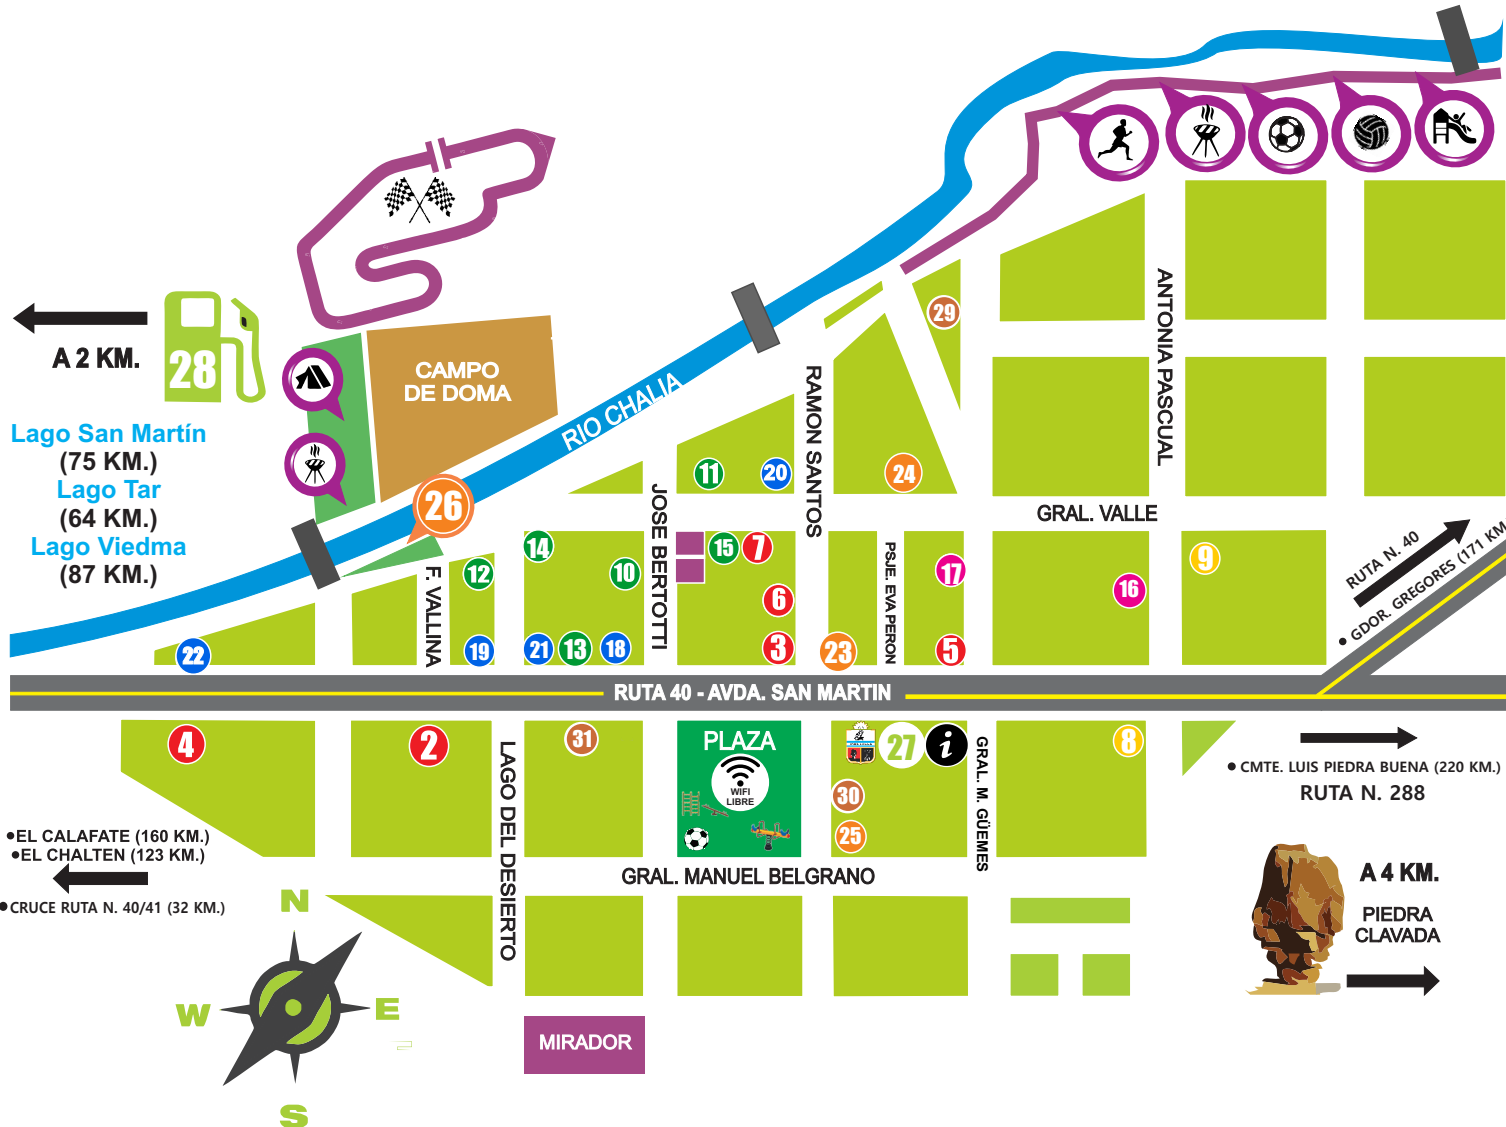 28
A 2 KM.
Lago San Martín
(75 KM.)
Lago Tar
(64 KM.)
Lago Viedma
(87 KM.)
CAMPO
DE DOMA
RIO CHALIA
26
29
ANTONIA PASCUAL
RAMON SANTOS
11
20
24
JOSE BERTOTTI
GRAL. VALLE
RUTA N. 40
GDOR. GREGORES (171 KM
14
15
7
12
10
F. VALLINA
PSJE. EVA PERON
17
9
16
6
22
19
21
13
18
3
23
5
RUTA 40 - AVDA. SAN MARTIN
4
2
31
PLAZA
WIFI
LIBRE
27
i
8
30
25
LAGO DEL DESIERTO
GRAL. M. GÜEMES
CMTE. LUIS PIEDRA BUENA (220 KM.)
RUTA N. 288
EL CALAFATE (160 KM.)
EL CHALTEN (123 KM.)
CRUCE RUTA N. 40/41 (32 KM.)
GRAL. MANUEL BELGRANO
A 4 KM.
PIEDRA
CLAVADA
N
W
E
S
MIRADOR